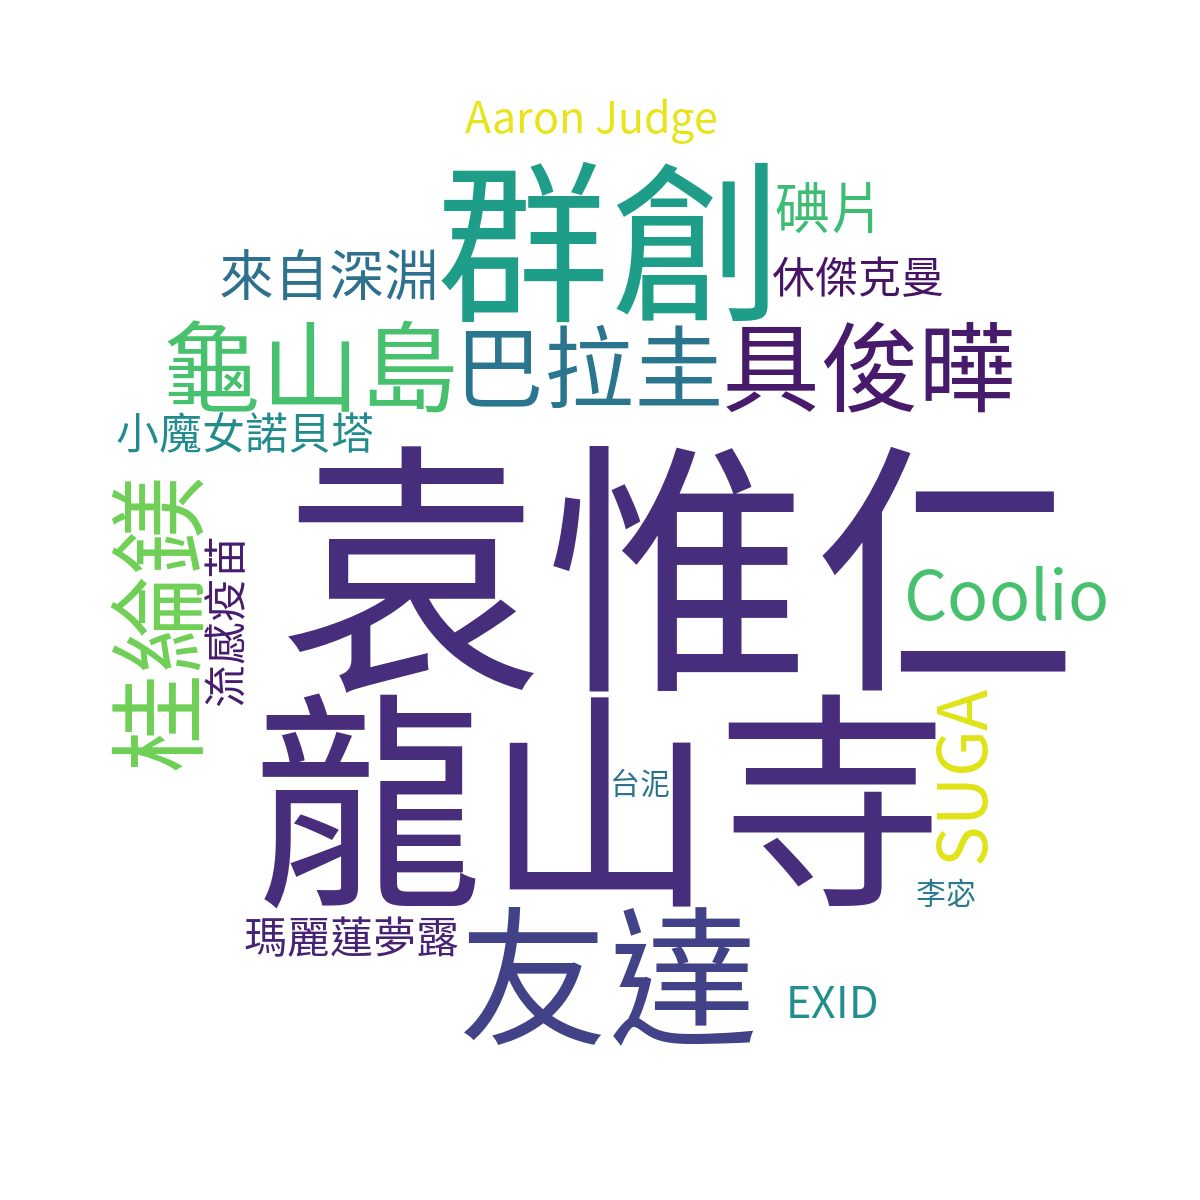 Aaron Judge
群創
碘片
來自深淵
休傑克曼
龜山島
巴拉圭
具俊曄
小魔女諾貝塔
袁惟仁
桂綸鎂
流感疫苗
Coolio
龍山寺
SUGA
台泥
李宓
瑪麗蓮夢露
友達
EXID